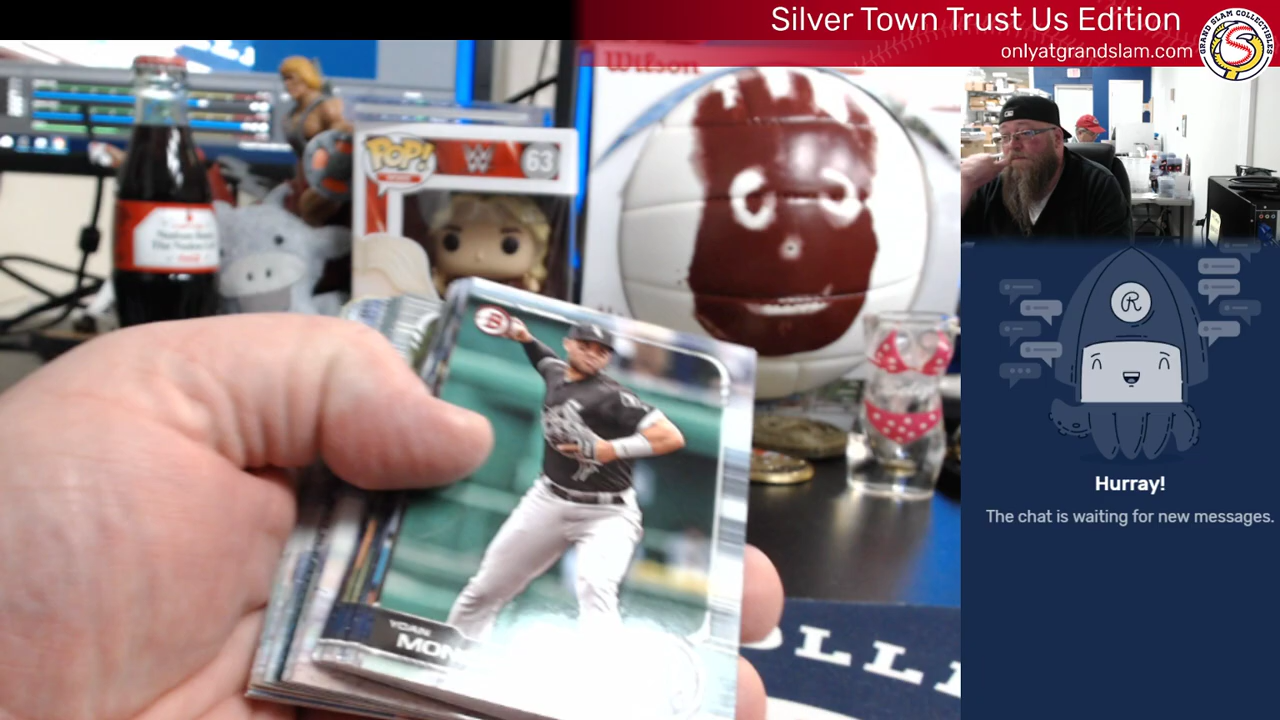 Silver Town Trust Us Edition
onlyatgrandslam.com
GRAND SLAM COLLECTIBLES
Wilson
POP!
W
63
B
YOAN
MON
OLL
R
Hurray!
The chat is waiting for new messages.